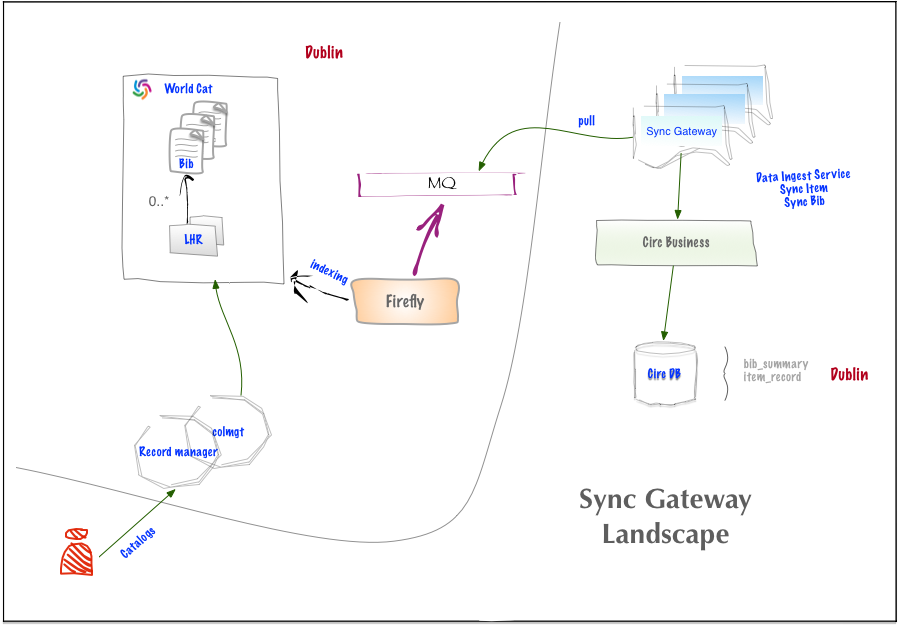 Dublin
World Cat
Bib
0..*
LHR
indexing
MQ
Firefly
pull
Sync Gateway
Data Ingest Service
Sync Item
Sync Bib
Circ Business
Circ DB
bib_summary
item_record
Dublin
colmgt
Record manager
Catalogs
Sync Gateway
Landscape